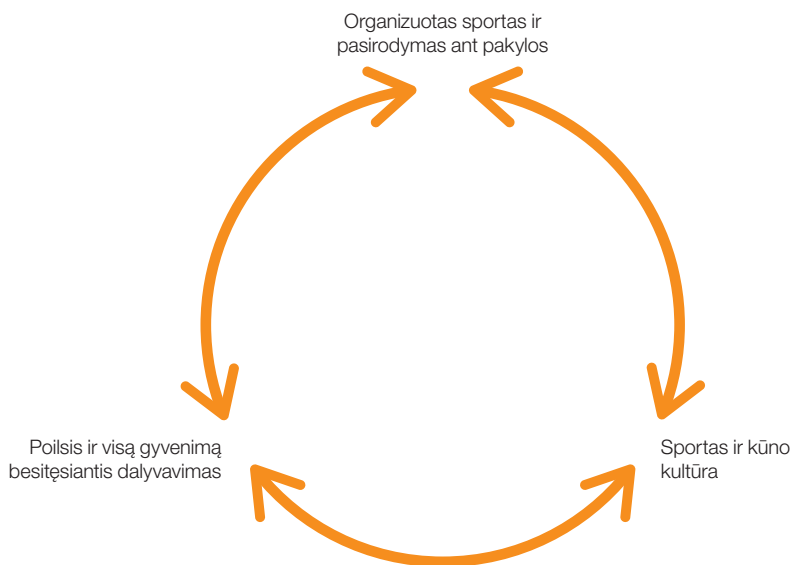 Organizuotas sportas ir
pasirodymas ant pakylos
Poilsis ir visą gyvenimą
besitęsiantis dalyvavimas
Sportas ir kūno
kultūra